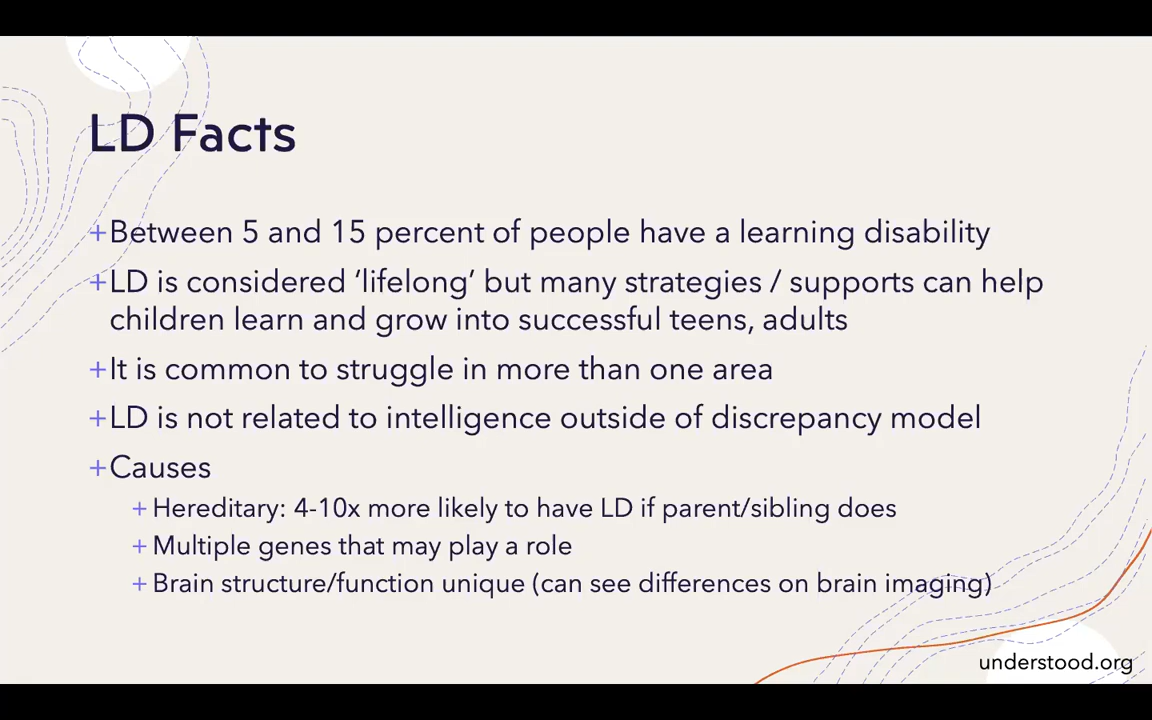 LD Facts
+Between 5 and 15 percent of people have a learning disability
+LD is considered ‘lifelong’ but many strategies / supports can help
children learn and grow into successful teens, adults
+It is common to struggle in more than one area
+LD is not related to intelligence outside of discrepancy model
+Causes
+Hereditary: 4-10x more likely to have LD if parent/sibling does
+Multiple genes that may play a role
+Brain structure/function unique (can see differences on brain imaging)
understood.org